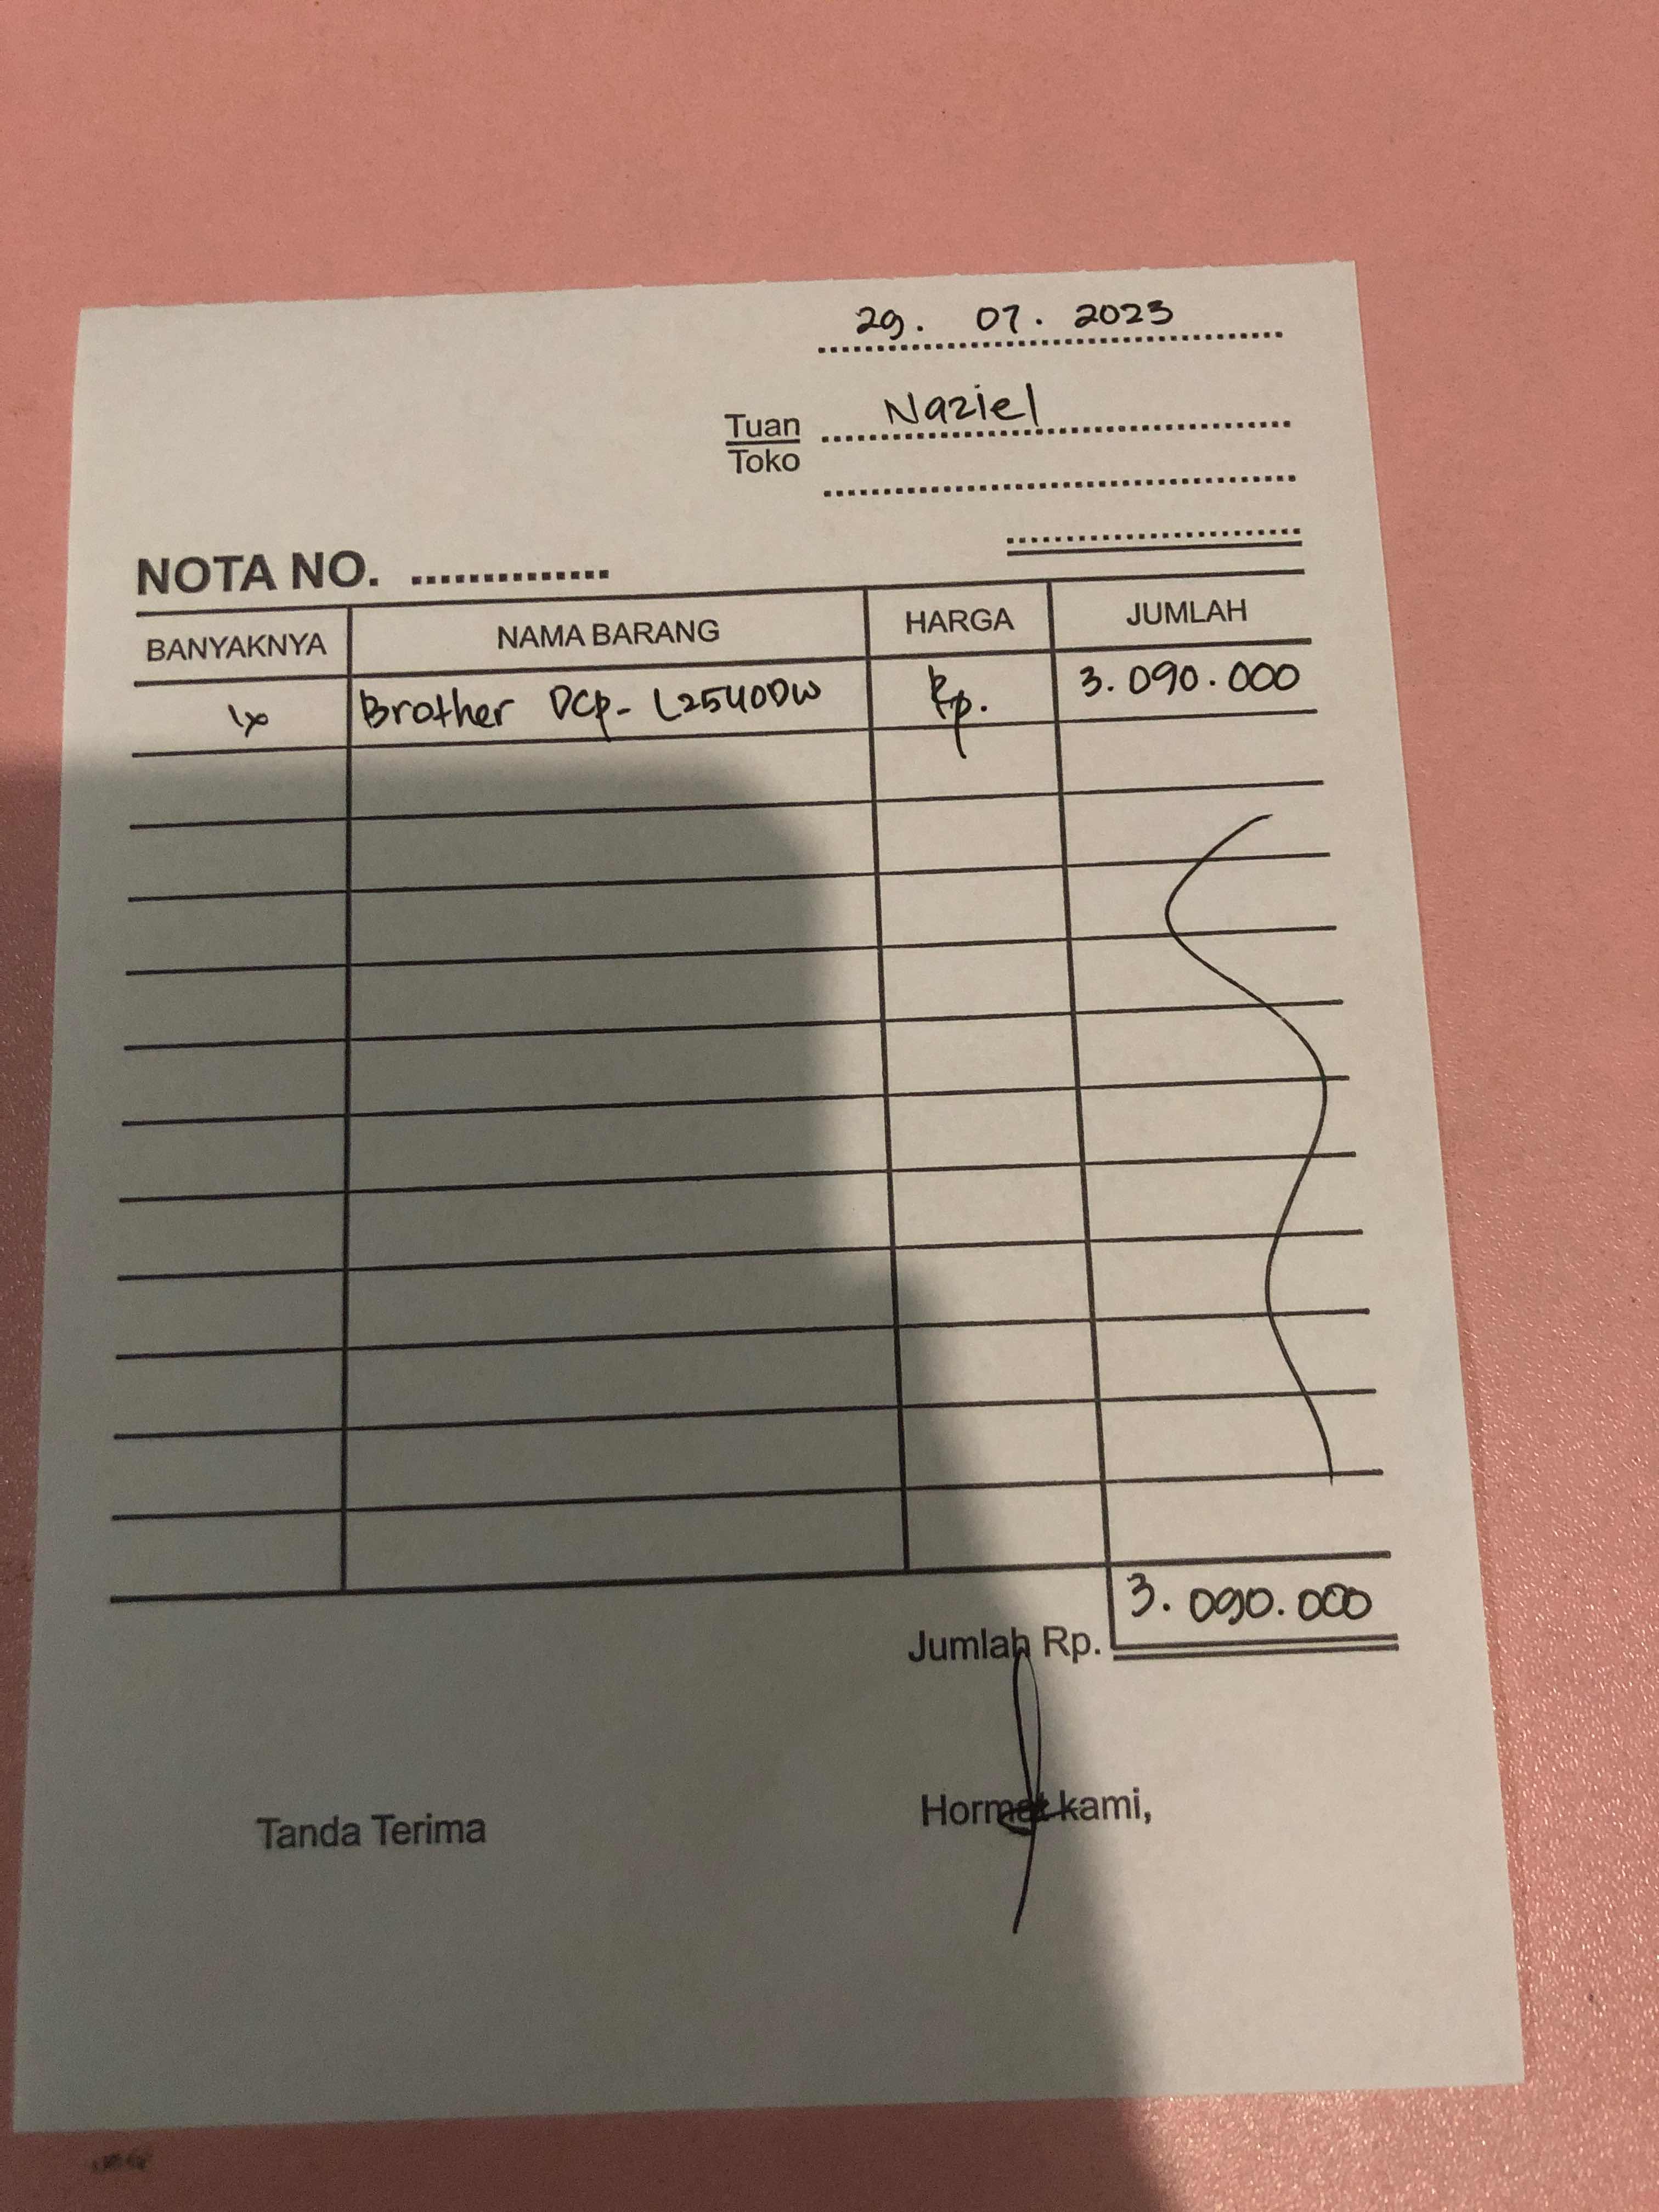 29. 07. 2023
Tuan Naziel
Toko
NOTA NO. ..............
BANYAKNYA NAMA BARANG HARGA JUMLAH
1x Brother DCP- L2540DW Rp. 3.090.000
3.090.000
Jumlah Rp.
Tanda Terima Hormat kami,